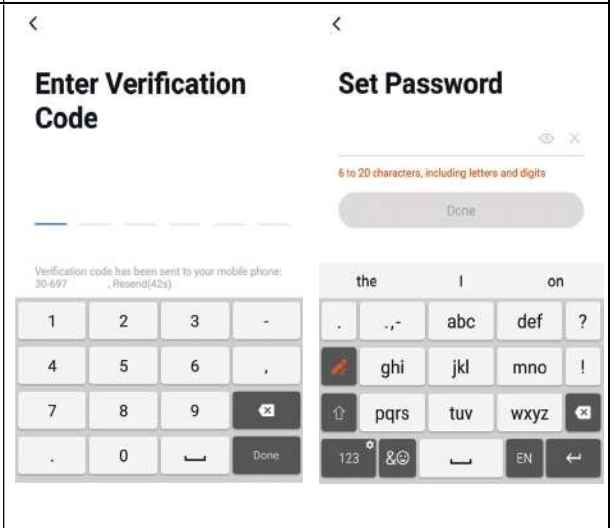 Enter Verification
Code
Verification code has been sent to your mobile phone:
30-697 , Resend(42s)
1 2 3 -
4 5 6 ,
7 8 9
. 0 Done
Set Password
6 to 20 characters, including letters and digits
Done
the I on
. .,- abc def ?
ghi jkl mno !
pqrs tuv wxyz
123 &☺ EN